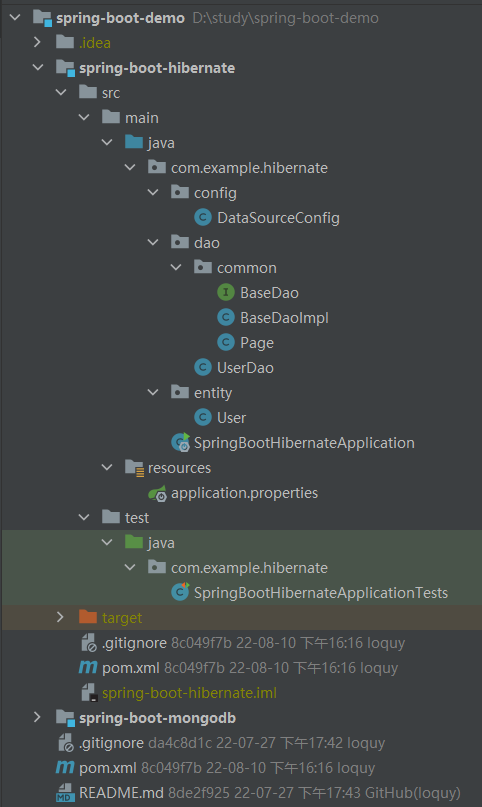 spring-boot-demo D:\study\spring-boot-demo
.idea
spring-boot-hibernate
src
main
java
com.example.hibernate
config
DataSourceConfig
dao
common
BaseDao
BaseDaoImpl
Page
UserDao
entity
User
SpringBootHibernateApplication
resources
application.properties
test
java
com.example.hibernate
SpringBootHibernateApplicationTests
target
.gitignore 8c049f7b 22-08-10 下午16:16 loquy
pom.xml 8c049f7b 22-08-10 下午16:16 loquy
spring-boot-hibernate.iml
spring-boot-mongodb
.gitignore da4c8d1c 22-07-27 下午17:42 loquy
pom.xml 8c049f7b 22-08-10 下午16:16 loquy
README.md 8de2f925 22-07-27 下午17:43 GitHub(loquy)